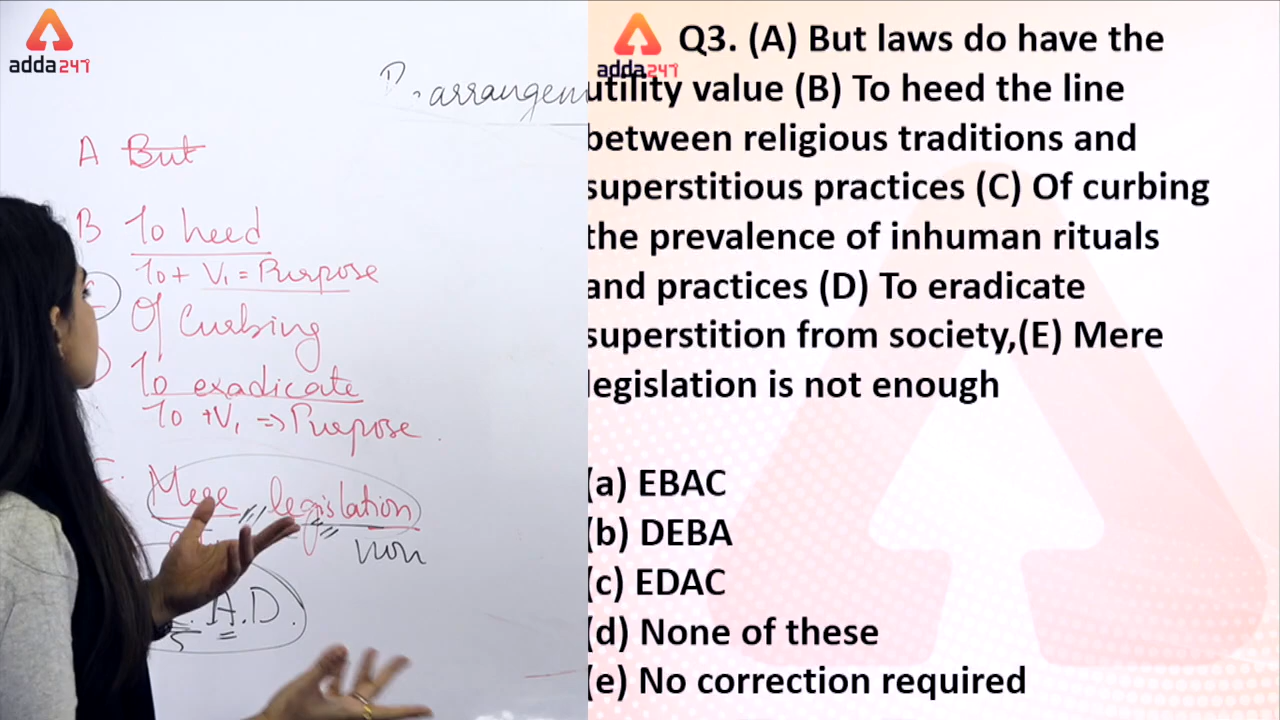 adda247
arrangem
A But
B To heed
To + V1 = Purpose
Of Curbing
To eradicate
To + V1 => Purpose
Mere legislation
noun
A.D.
adda247
Q3. (A) But laws do have the
utility value (B) To heed the line
between religious traditions and
superstitious practices (C) Of curbing
the prevalence of inhuman rituals
and practices (D) To eradicate
superstition from society,(E) Mere
legislation is not enough
(a) EBAC
(b) DEBA
(c) EDAC
(d) None of these
(e) No correction required